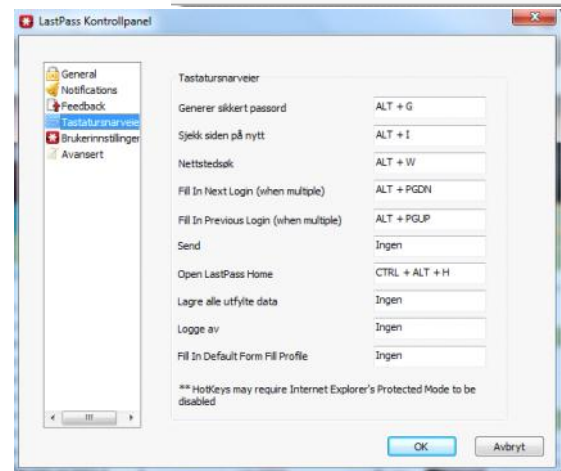 LastPass Kontrollpanel
General
Notifications
Feedback
Tastatursnarveie
Brukerinnstillinger
Avansert
Tastatursnarveier
Generer sikkert passord ALT + G
Sjekk siden på nytt ALT + I
Nettstedsøk ALT + W
Fill In Next Login (when multiple) ALT + PGDN
Fill In Previous Login (when multiple) ALT + PGUP
Send Ingen
Open LastPass Home CTRL + ALT + H
Lagre alle utfylte data Ingen
Logge av Ingen
Fill In Default Form Fill Profile Ingen
** HotKeys may require Internet Explorer's Protected Mode to be
disabled
OK Avbryt